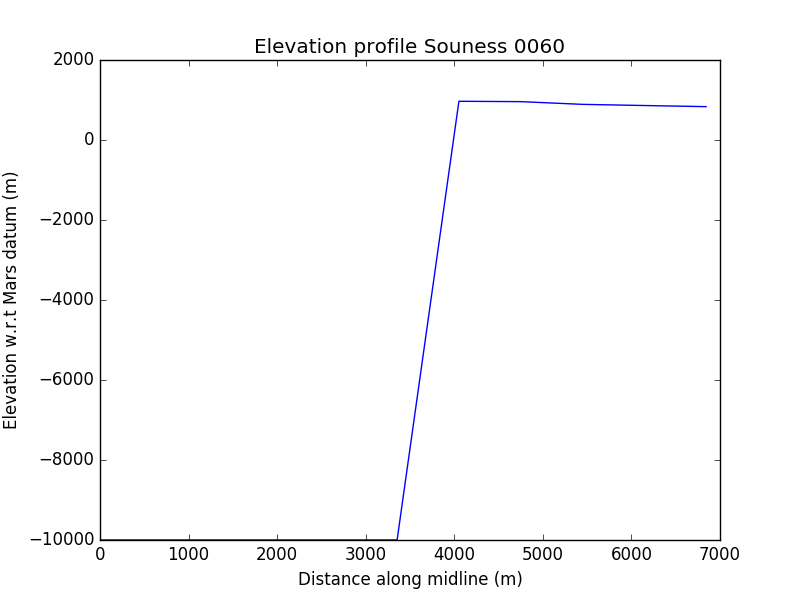 Elevation profile Souness 0060
2000
0
−2000
−4000
−6000
−8000
−10000
Elevation w.r.t Mars datum (m)
0 1000 2000 3000 4000 5000 6000 7000
Distance along midline (m)